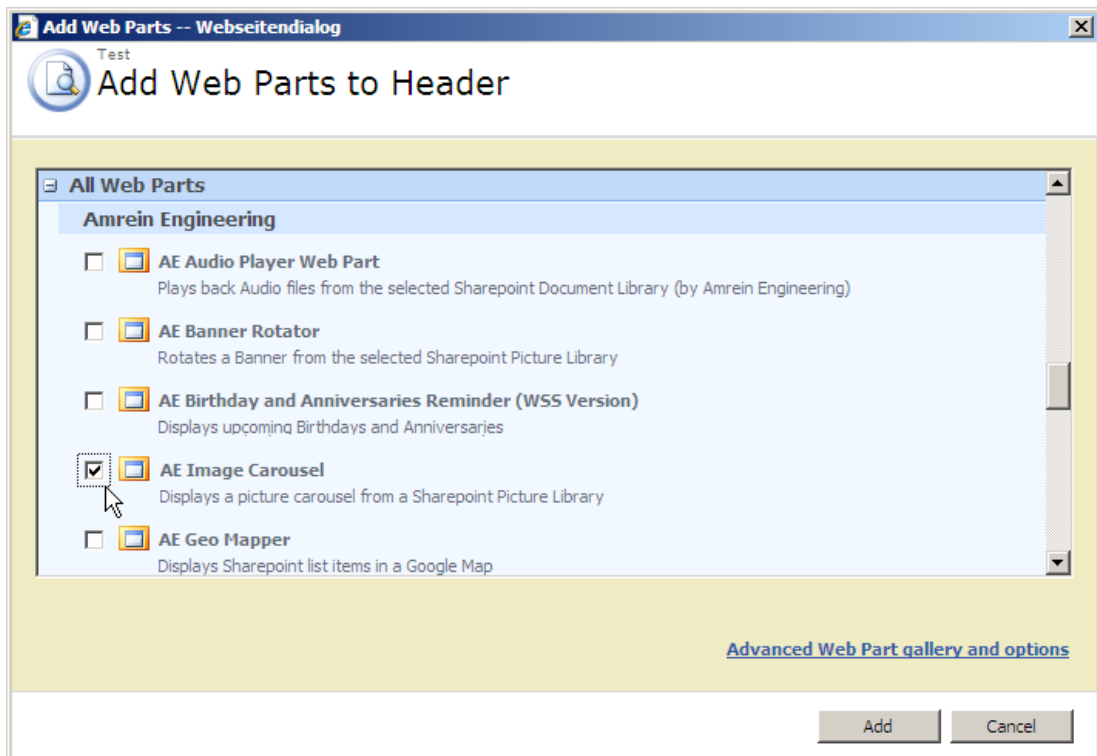 Add Web Parts -- Webseitendialog
Test
Add Web Parts to Header
All Web Parts
Amrein Engineering
AE Audio Player Web Part
Plays back Audio files from the selected Sharepoint Document Library (by Amrein Engineering)
AE Banner Rotator
Rotates a Banner from the selected Sharepoint Picture Library
AE Birthday and Anniversaries Reminder (WSS Version)
Displays upcoming Birthdays and Anniversaries
AE Image Carousel
Displays a picture carousel from a Sharepoint Picture Library
AE Geo Mapper
Displays Sharepoint list items in a Google Map
Advanced Web Part gallery and options
Add Cancel